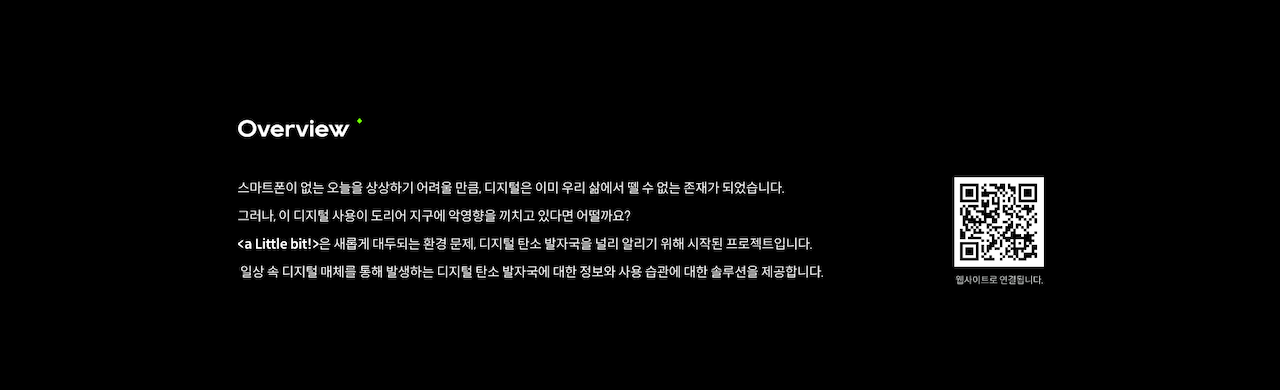 Overview
스마트폰이 없는 오늘을 상상하기 어려울 만큼, 디지털은 이미 우리 삶에서 뗄 수 없는 존재가 되었습니다.
그러나, 이 디지털 사용이 도리어 지구에 악영향을 끼치고 있다면 어떨까요?
<a Little bit!>은 새롭게 대두되는 환경 문제, 디지털 탄소 발자국을 널리 알리기 위해 시작된 프로젝트입니다.
일상 속 디지털 매체를 통해 발생하는 디지털 탄소 발자국에 대한 정보와 사용 습관에 대한 솔루션을 제공합니다.
웹사이트로 연결됩니다.